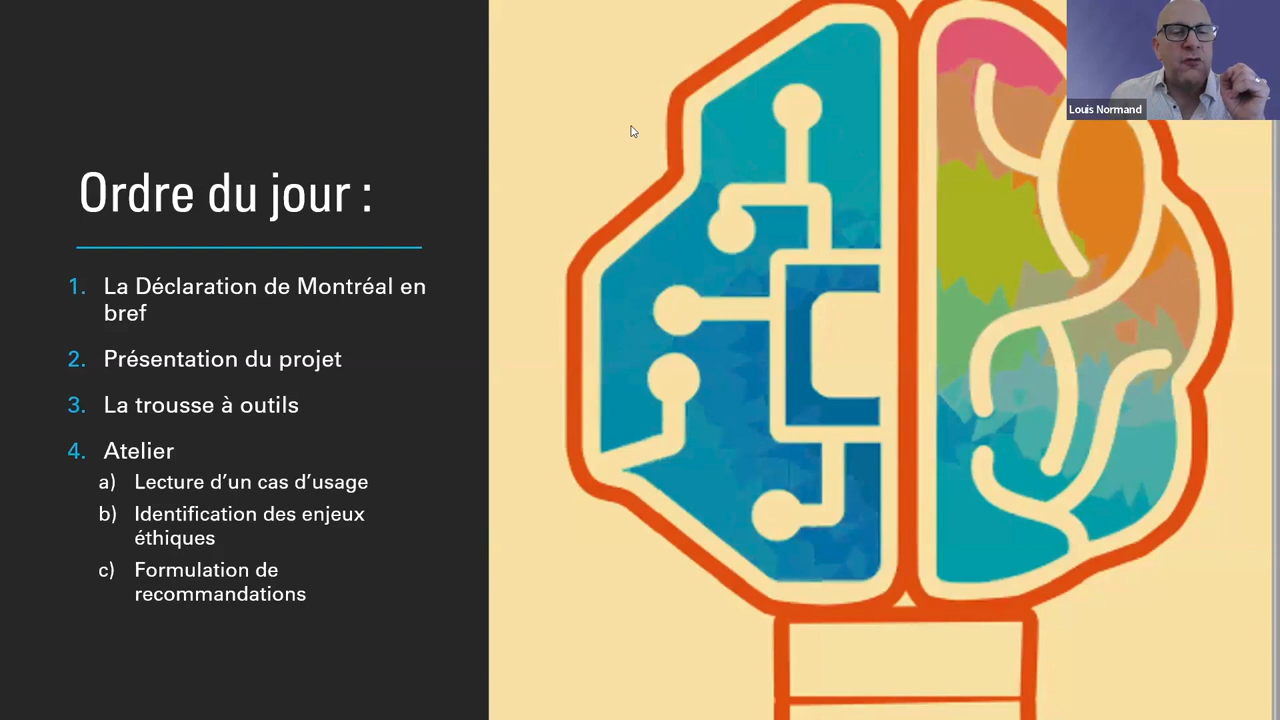 Ordre du jour :
1. La Déclaration de Montréal en
bref
2. Présentation du projet
3. La trousse à outils
4. Atelier
a) Lecture d’un cas d’usage
b) Identification des enjeux
éthiques
c) Formulation de
recommandations
Louis Normand